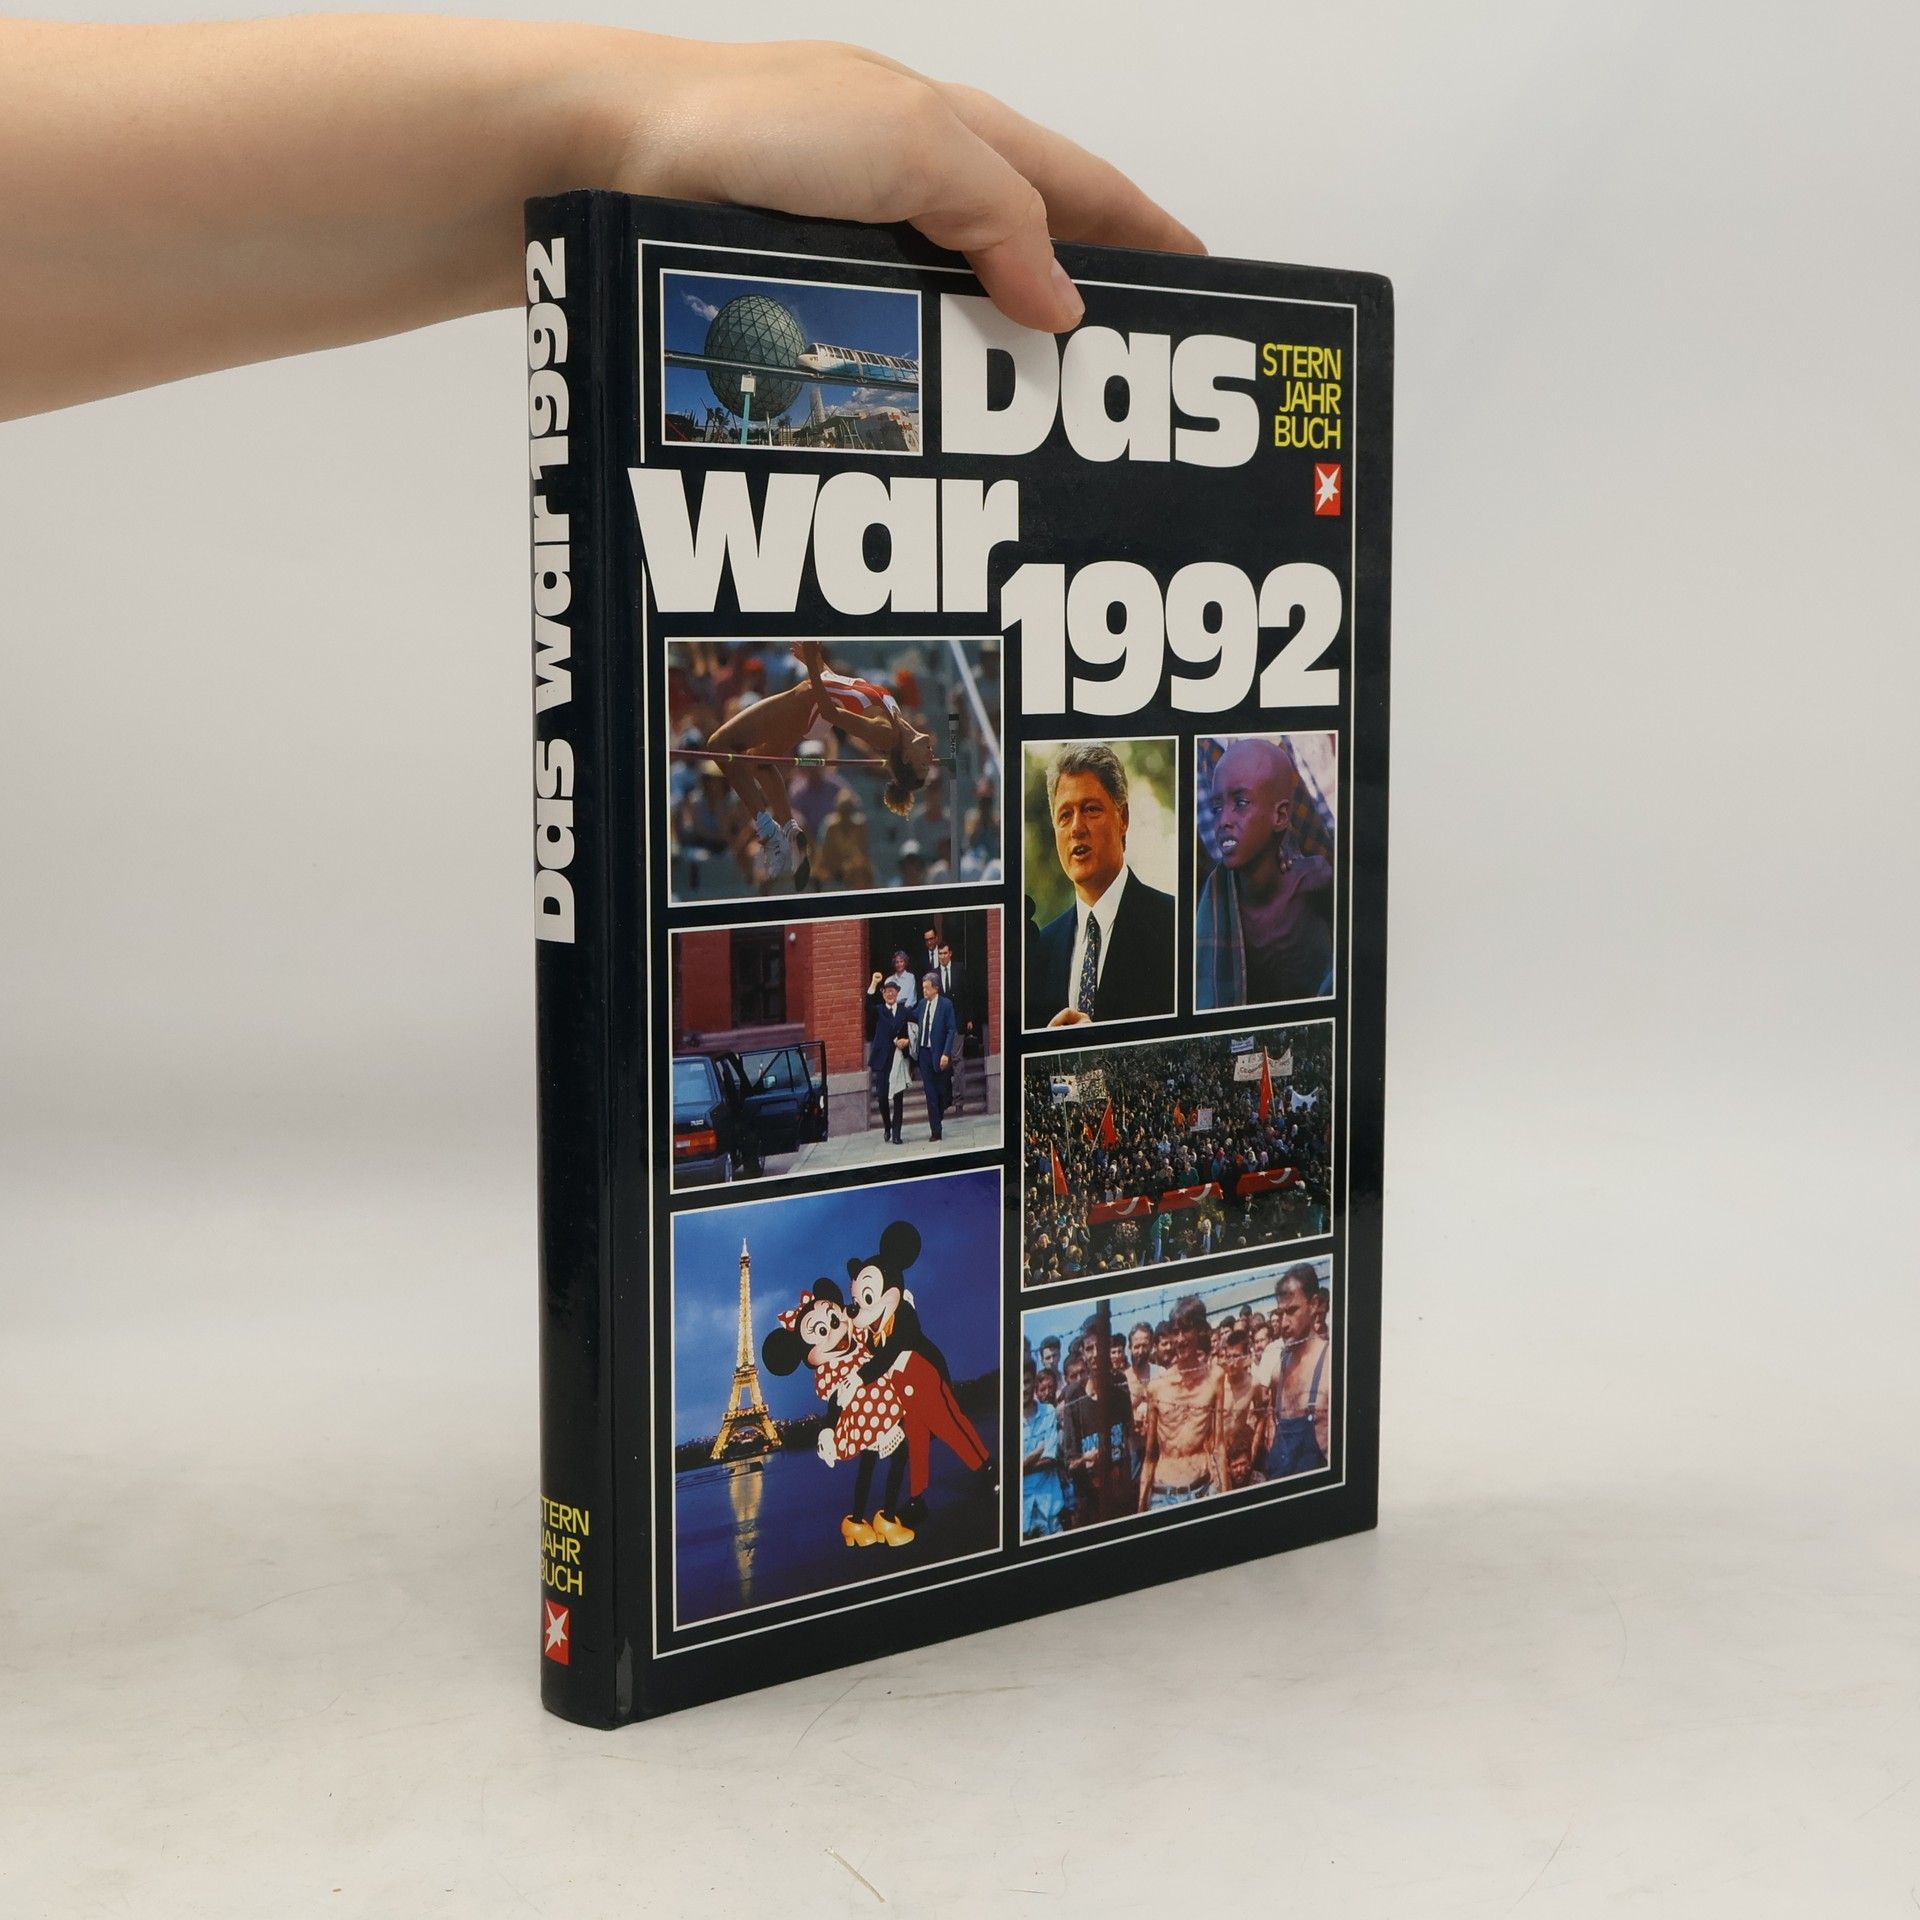 Das war 1992
STERN
JAHR
BUCH
Das
STERN
JAHR
BUCH
war
1992